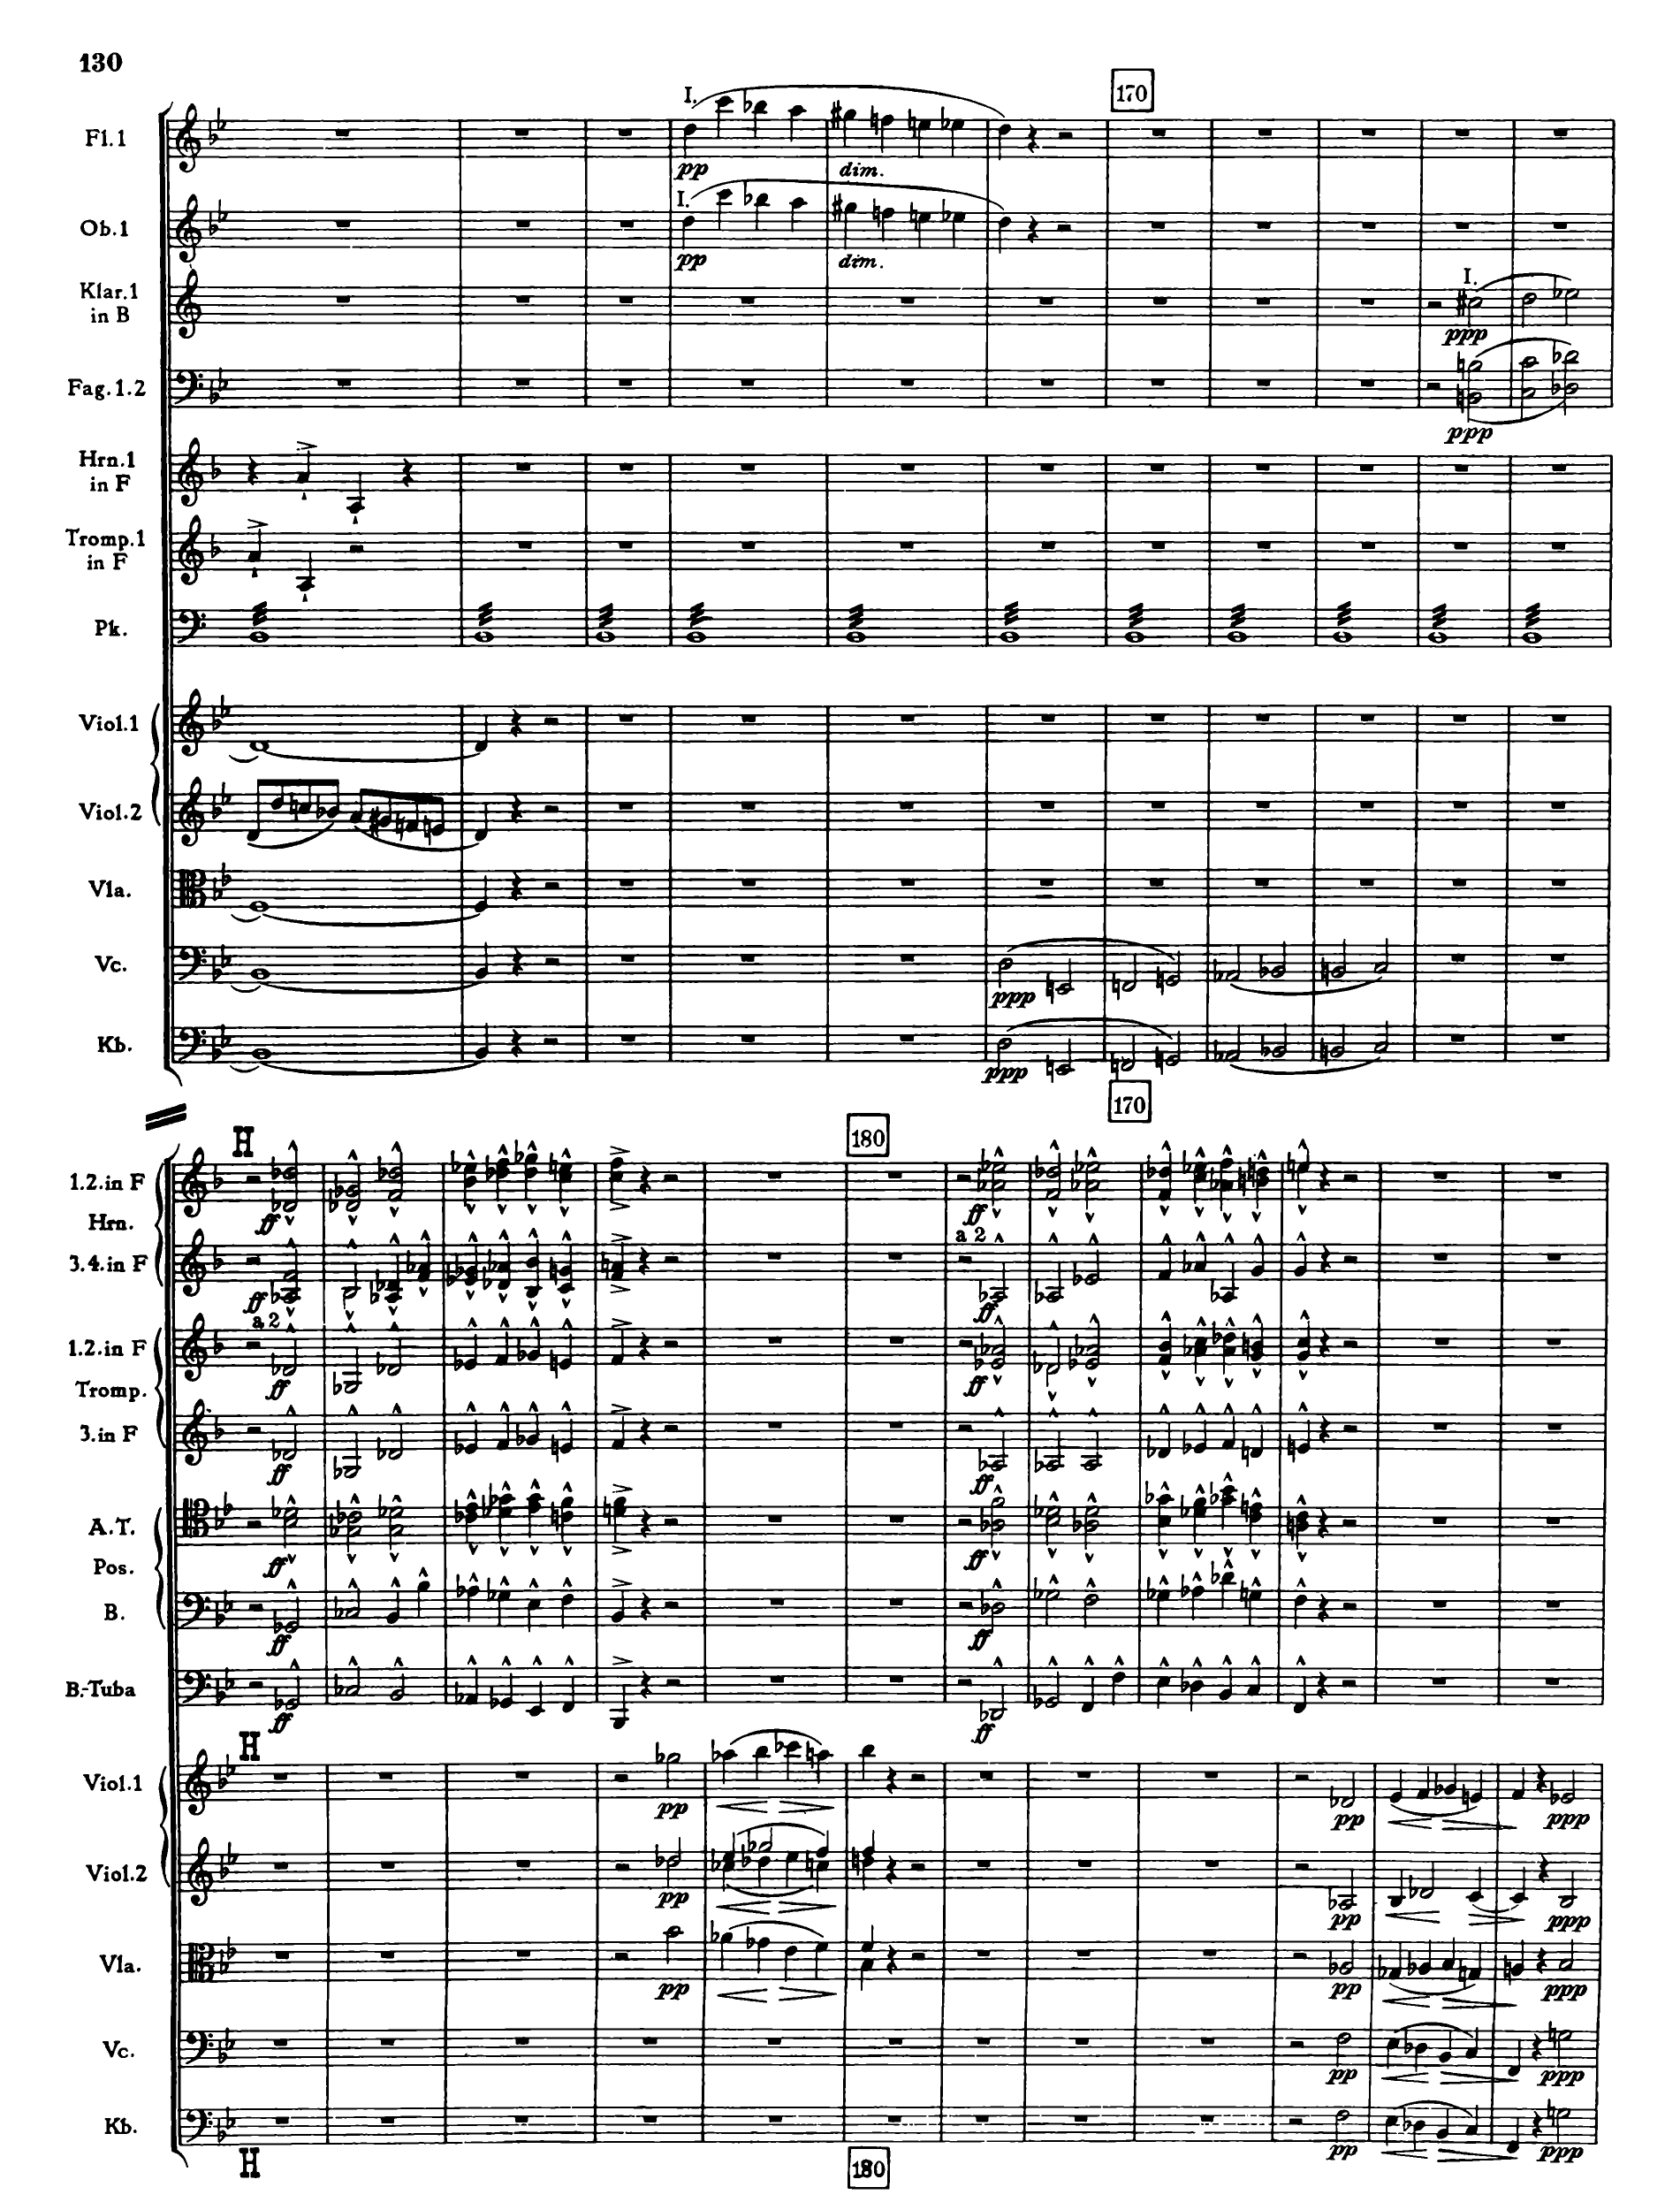 130
170
I.
Fl.1
pp
dim.
I.
Ob.1
pp
dim.
Klar.1
in B
I.
ppp
Fag.1.2
ppp
Hrn.1
in F
Tromp.1
in F
Pk.
Viol.1
Viol.2
Vla.
Vc.
ppp
Kb.
ppp
170
H
180
1.2.in F
ff
ff
Hrn.
a 2
3.4.in F
ff
ff
a 2
1.2.in F
ff
ff
Tromp.
3.in F
ff
ff
A.T.
ff
ff
Pos.
B.
ff
ff
B.-Tuba
ff
ff
H
Viol.1
pp
pp
ppp
Viol.2
pp
pp
ppp
Vla.
pp
pp
ppp
Vc.
pp
ppp
Kb.
pp
ppp
H
180